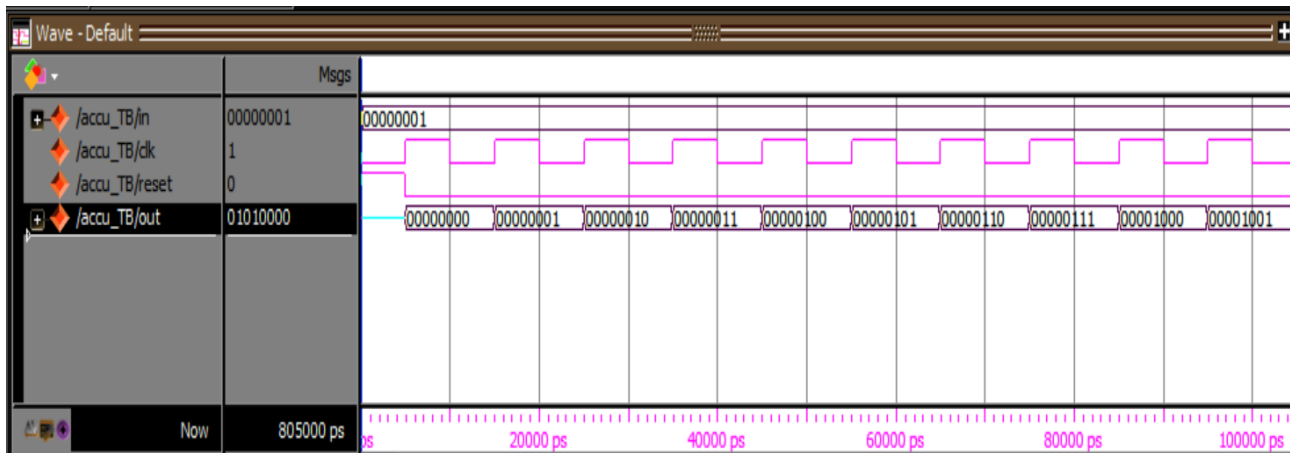 Wave - Default
Msgs
/accu_TB/in 00000001 00000001
/accu_TB/clk 1
/accu_TB/reset 0
/accu_TB/out 01010000 00000000 00000001 00000010 00000011 00000100 00000101 00000110 00000111 00001000 00001001
Now 805000 ps ps 20000 ps 40000 ps 60000 ps 80000 ps 100000 ps